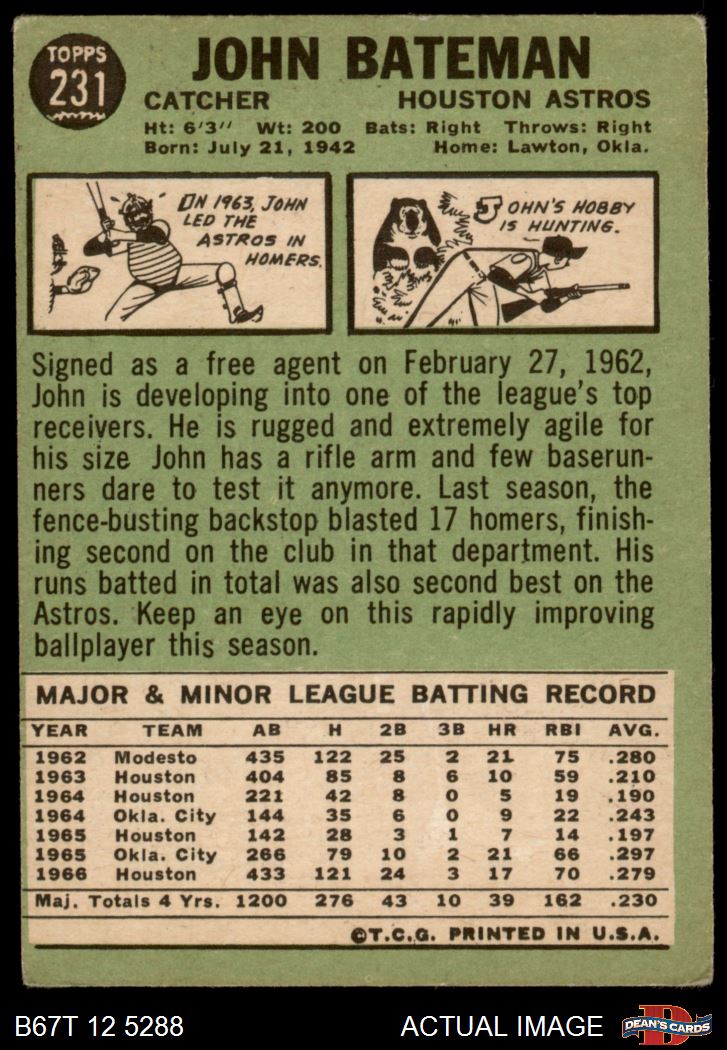 TOPPS
231
JOHN BATEMAN
CATCHER HOUSTON ASTROS
Ht: 6'3" Wt: 200 Bats: Right Throws: Right
Born: July 21, 1942 Home: Lawton, Okla.
IN 1963, JOHN
LED THE
ASTROS IN
HOMERS.
JOHN'S HOBBY
IS HUNTING.
Signed as a free agent on February 27, 1962,
John is developing into one of the league's top
receivers. He is rugged and extremely agile for
his size John has a rifle arm and few baserun-
ners dare to test it anymore. Last season, the
fence-busting backstop blasted 17 homers, finish-
ing second on the club in that department. His
runs batted in total was also second best on the
Astros. Keep an eye on this rapidly improving
ballplayer this season.
MAJOR & MINOR LEAGUE BATTING RECORD
YEAR TEAM AB H 2B 3B HR RBI AVG.
1962 Modesto 435 122 25 2 21 75 .280
1963 Houston 404 85 8 6 10 59 .210
1964 Houston 221 42 8 0 5 19 .190
1964 Okla. City 144 35 6 0 9 22 .243
1965 Houston 142 28 3 1 7 14 .197
1965 Okla. City 266 79 10 2 21 66 .297
1966 Houston 433 121 24 3 17 70 .279
Maj. Totals 4 Yrs. 1200 276 43 10 39 162 .230
©T.C.G. PRINTED IN U.S.A.
B67T 12 5288 ACTUAL IMAGE
D
DEAN'S CARDS